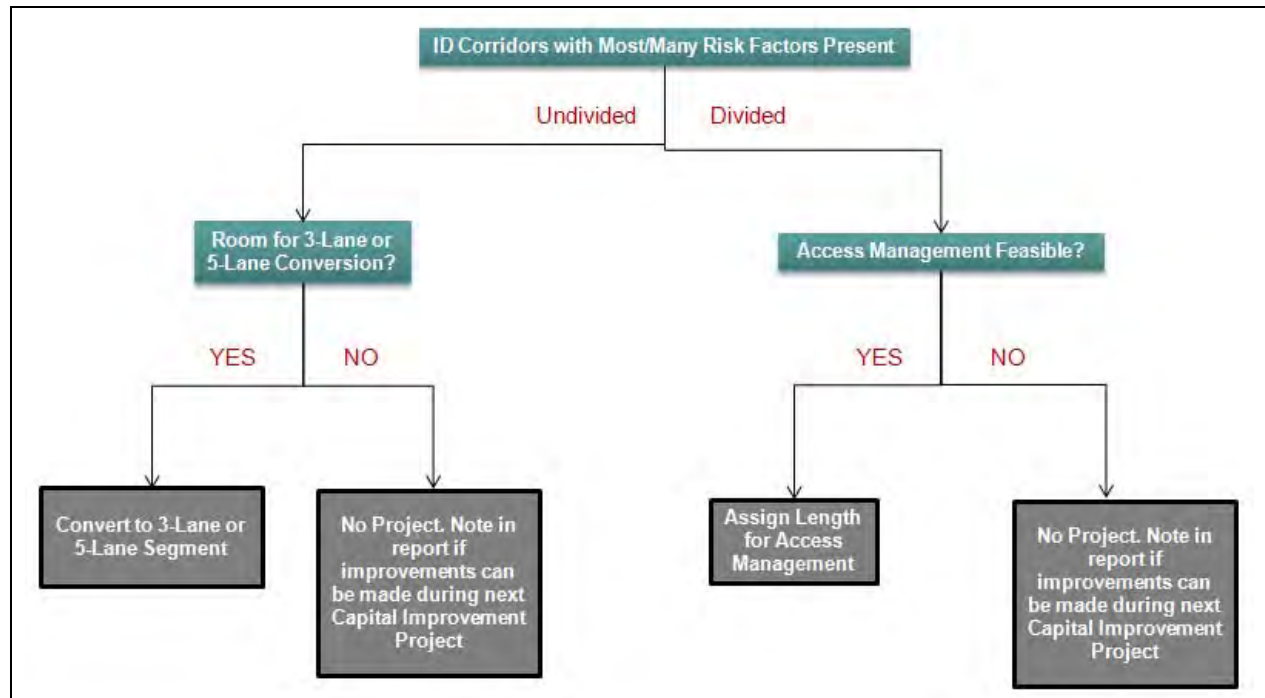 ID Corridors with Most/Many Risk Factors Present
Undivided
Divided
Room for 3-Lane or
5-Lane Conversion?
Access Management Feasible?
YES
NO
YES
NO
Convert to 3-Lane or
5-Lane Segment
No Project. Note in
report if
improvements can
be made during next
Capital Improvement
Project
Assign Length
for Access
Management
No Project. Note in
report if
improvements can
be made during next
Capital Improvement
Project